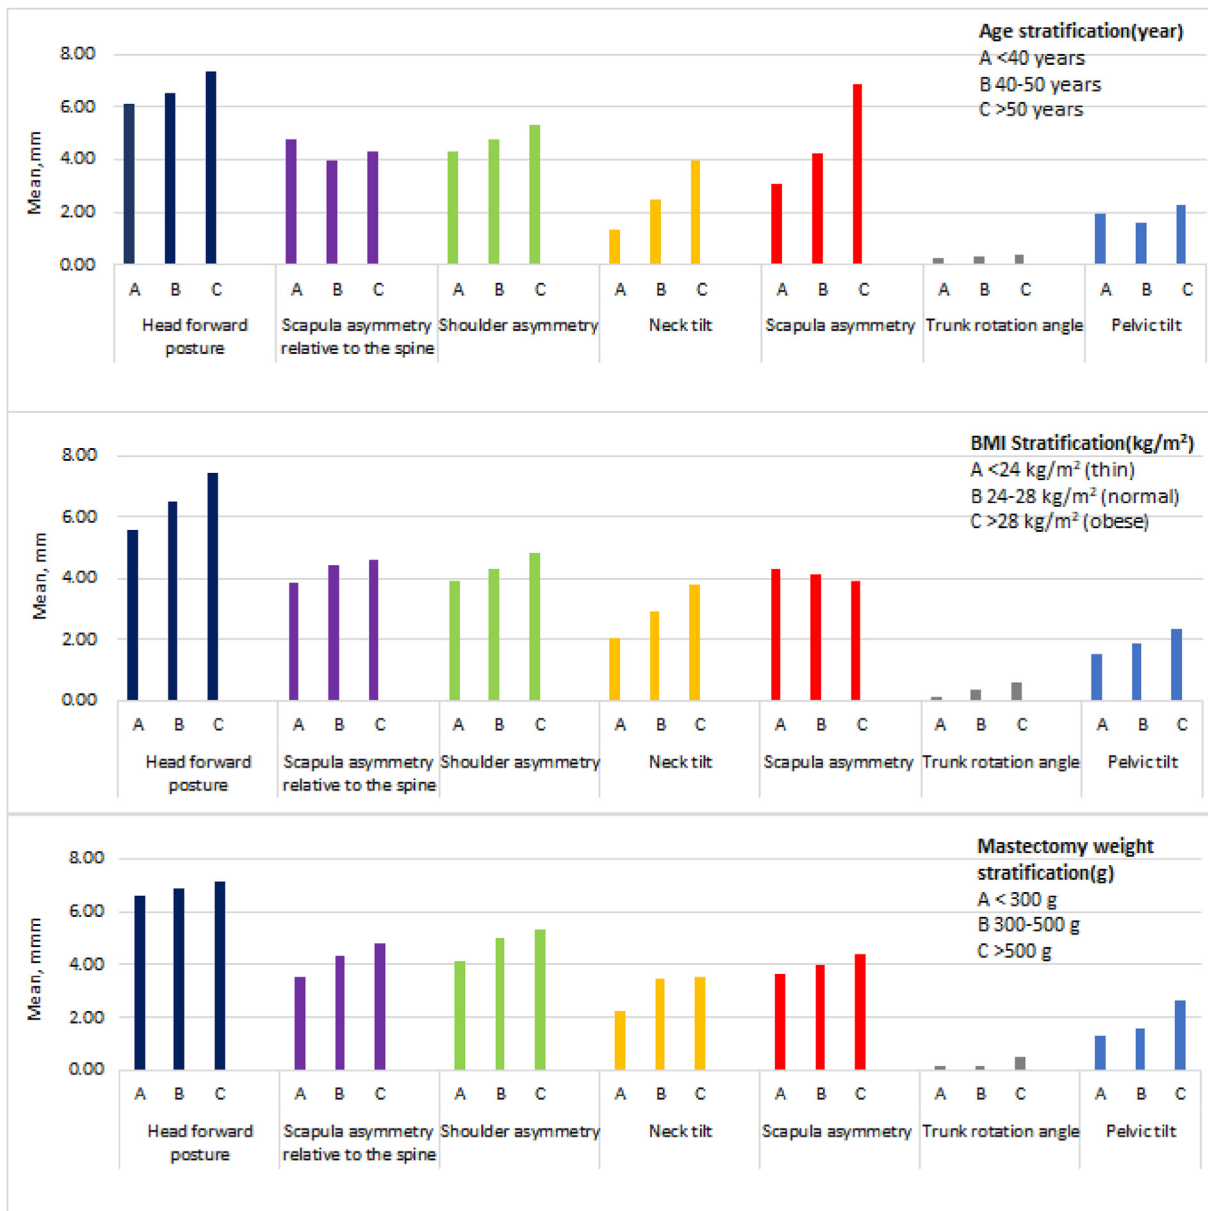 Age stratification(year)
A <40 years
B 40-50 years
C >50 years
8.00
6.00
4.00
2.00
0.00
Mean,mm
A B C A B C A B C A B C A B C A B C A B C
Head forward Scapula asymmetry Shoulder asymmetry Neck tilt Scapula asymmetry Trunk rotation angle Pelvic tilt
posture relative to the spine
BMI Stratification(kg/m²)
A <24 kg/m² (thin)
B 24-28 kg/m² (normal)
C >28 kg/m² (obese)
8.00
6.00
4.00
2.00
0.00
Mean, mm
A B C A B C A B C A B C A B C A B C A B C
Head forward Scapula asymmetry Shoulder asymmetry Neck tilt Scapula asymmetry Trunk rotation angle Pelvic tilt
posture relative to the spine
Mastectomy weight
stratification(g)
A < 300 g
B 300-500 g
C >500 g
8.00
6.00
4.00
2.00
0.00
Mean, mmm
A B C A B C A B C A B C A B C A B C A B C
Head forward Scapula asymmetry Shoulder asymmetry Neck tilt Scapula asymmetry Trunk rotation angle Pelvic tilt
posture relative to the spine